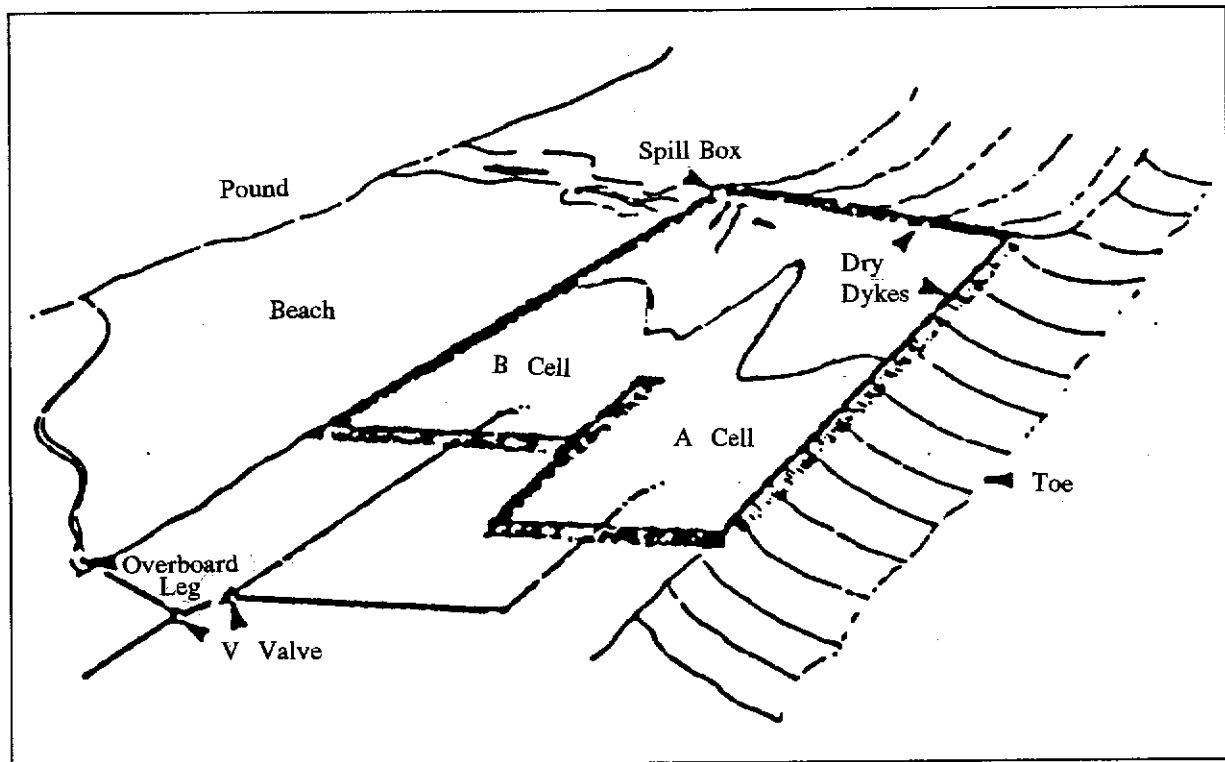 Spill Box
Pound
Dry
Dykes
Beach
B Cell
A Cell
Toe
Overboard
Leg
V Valve